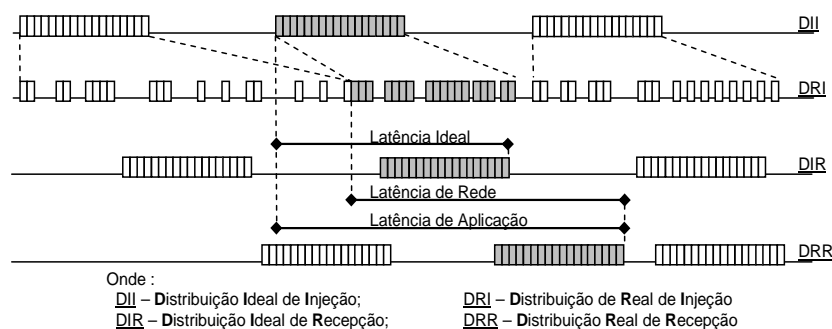 DII
DRI
Latência Ideal
DIR
Latência de Rede
Latência de Aplicação
DRR
Onde :
DII – Distribuição Ideal de Injeção; DRI – Distribuição de Real de Injeção
DIR – Distribuição Ideal de Recepção; DRR – Distribuição Real de Recepção